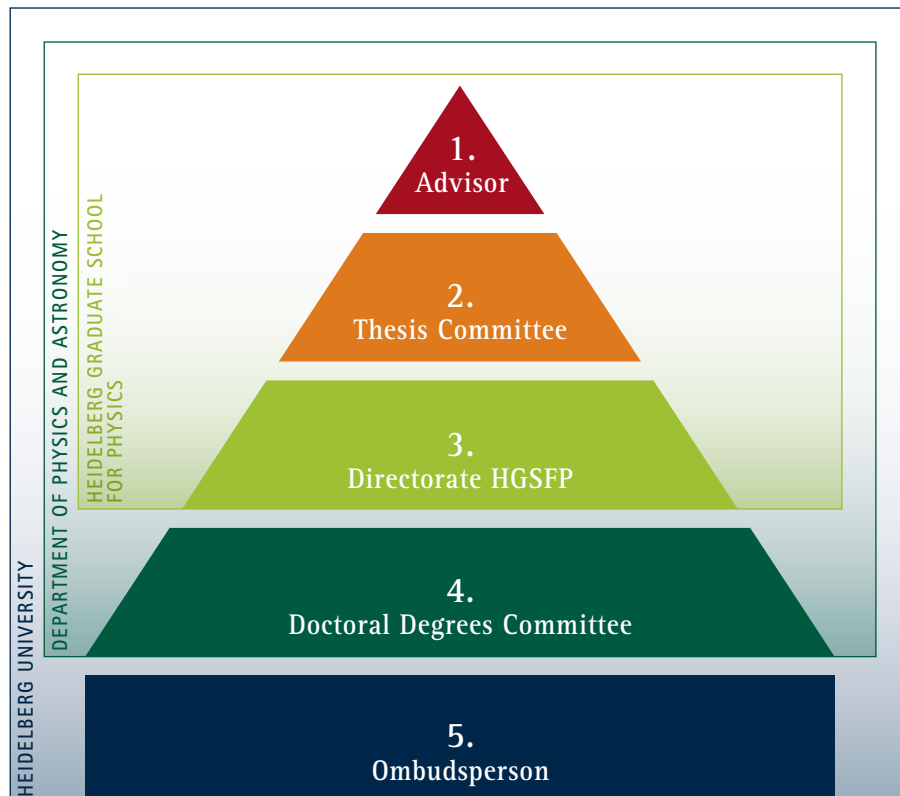 1.
Advisor
2.
Thesis Committee
3.
Directorate HGSFP
4.
Doctoral Degrees Committee
5.
Ombudsperson
HEIDELBERG GRADUATE SCHOOL
FOR PHYSICS
DEPARTMENT OF PHYSICS AND ASTRONOMY
HEIDELBERG UNIVERSITY